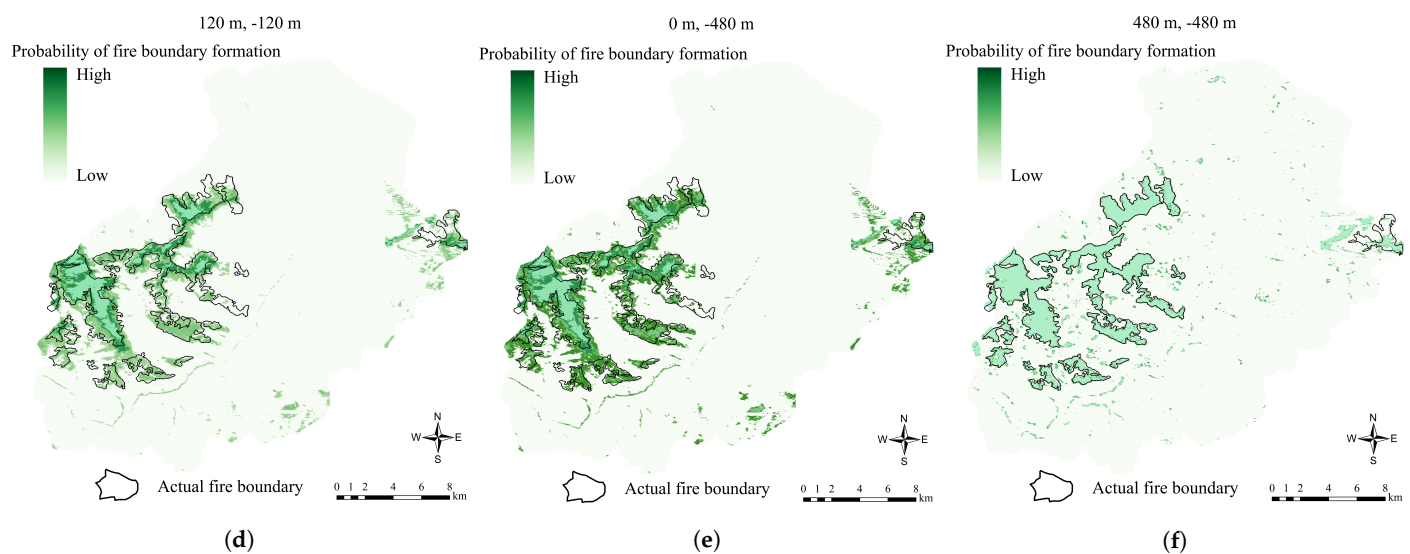 120 m, -120 m
Probability of fire boundary formation
High
Low
N
W E
S
Actual fire boundary
0 1 2 4 6 8
km
(d)
0 m, -480 m
Probability of fire boundary formation
High
Low
N
W E
S
Actual fire boundary
0 1 2 4 6 8
km
(e)
480 m, -480 m
Probability of fire boundary formation
High
Low
N
W E
S
Actual fire boundary
0 1 2 4 6 8
km
(f)